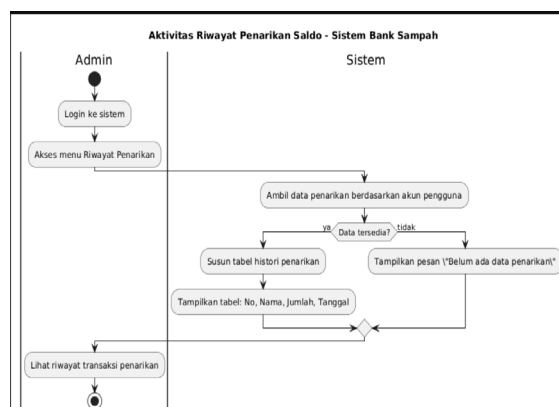 Aktivitas Riwayat Penarikan Saldo - Sistem Bank Sampah
Admin
Sistem
Login ke sistem
Akses menu Riwayat Penarikan
Ambil data penarikan berdasarkan akun pengguna
ya
Data tersedia?
tidak
Susun tabel histori penarikan
Tampilkan pesan \"Belum ada data penarikan\"
Tampilkan tabel: No, Nama, Jumlah, Tanggal
Lihat riwayat transaksi penarikan